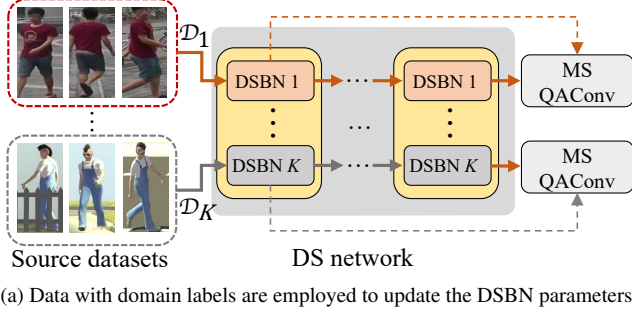 𝒟1
DSBN 1
···
DSBN 1
MS
QAConv
⋮
⋮
···
⋮
DSBN K
···
DSBN K
MS
QAConv
𝒟K
Source datasets
DS network
(a) Data with domain labels are employed to update the DSBN parameters